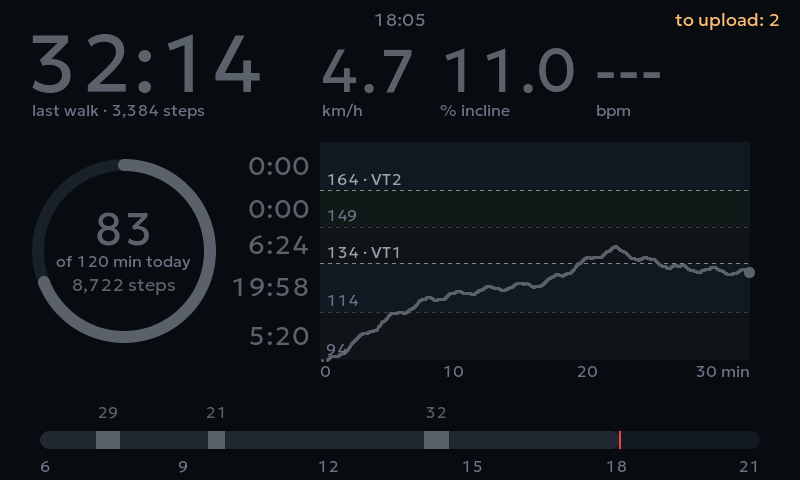 18:05
to upload: 2
32:14
4.7
11.0
---
last walk · 3,384 steps
km/h
% incline
bpm
0:00
164 · VT2
0:00
149
83
6:24
134 · VT1
of 120 min today
8,722 steps
19:58
114
5:20
94
0
10
20
30 min
29
21
32
6
9
12
15
18
21